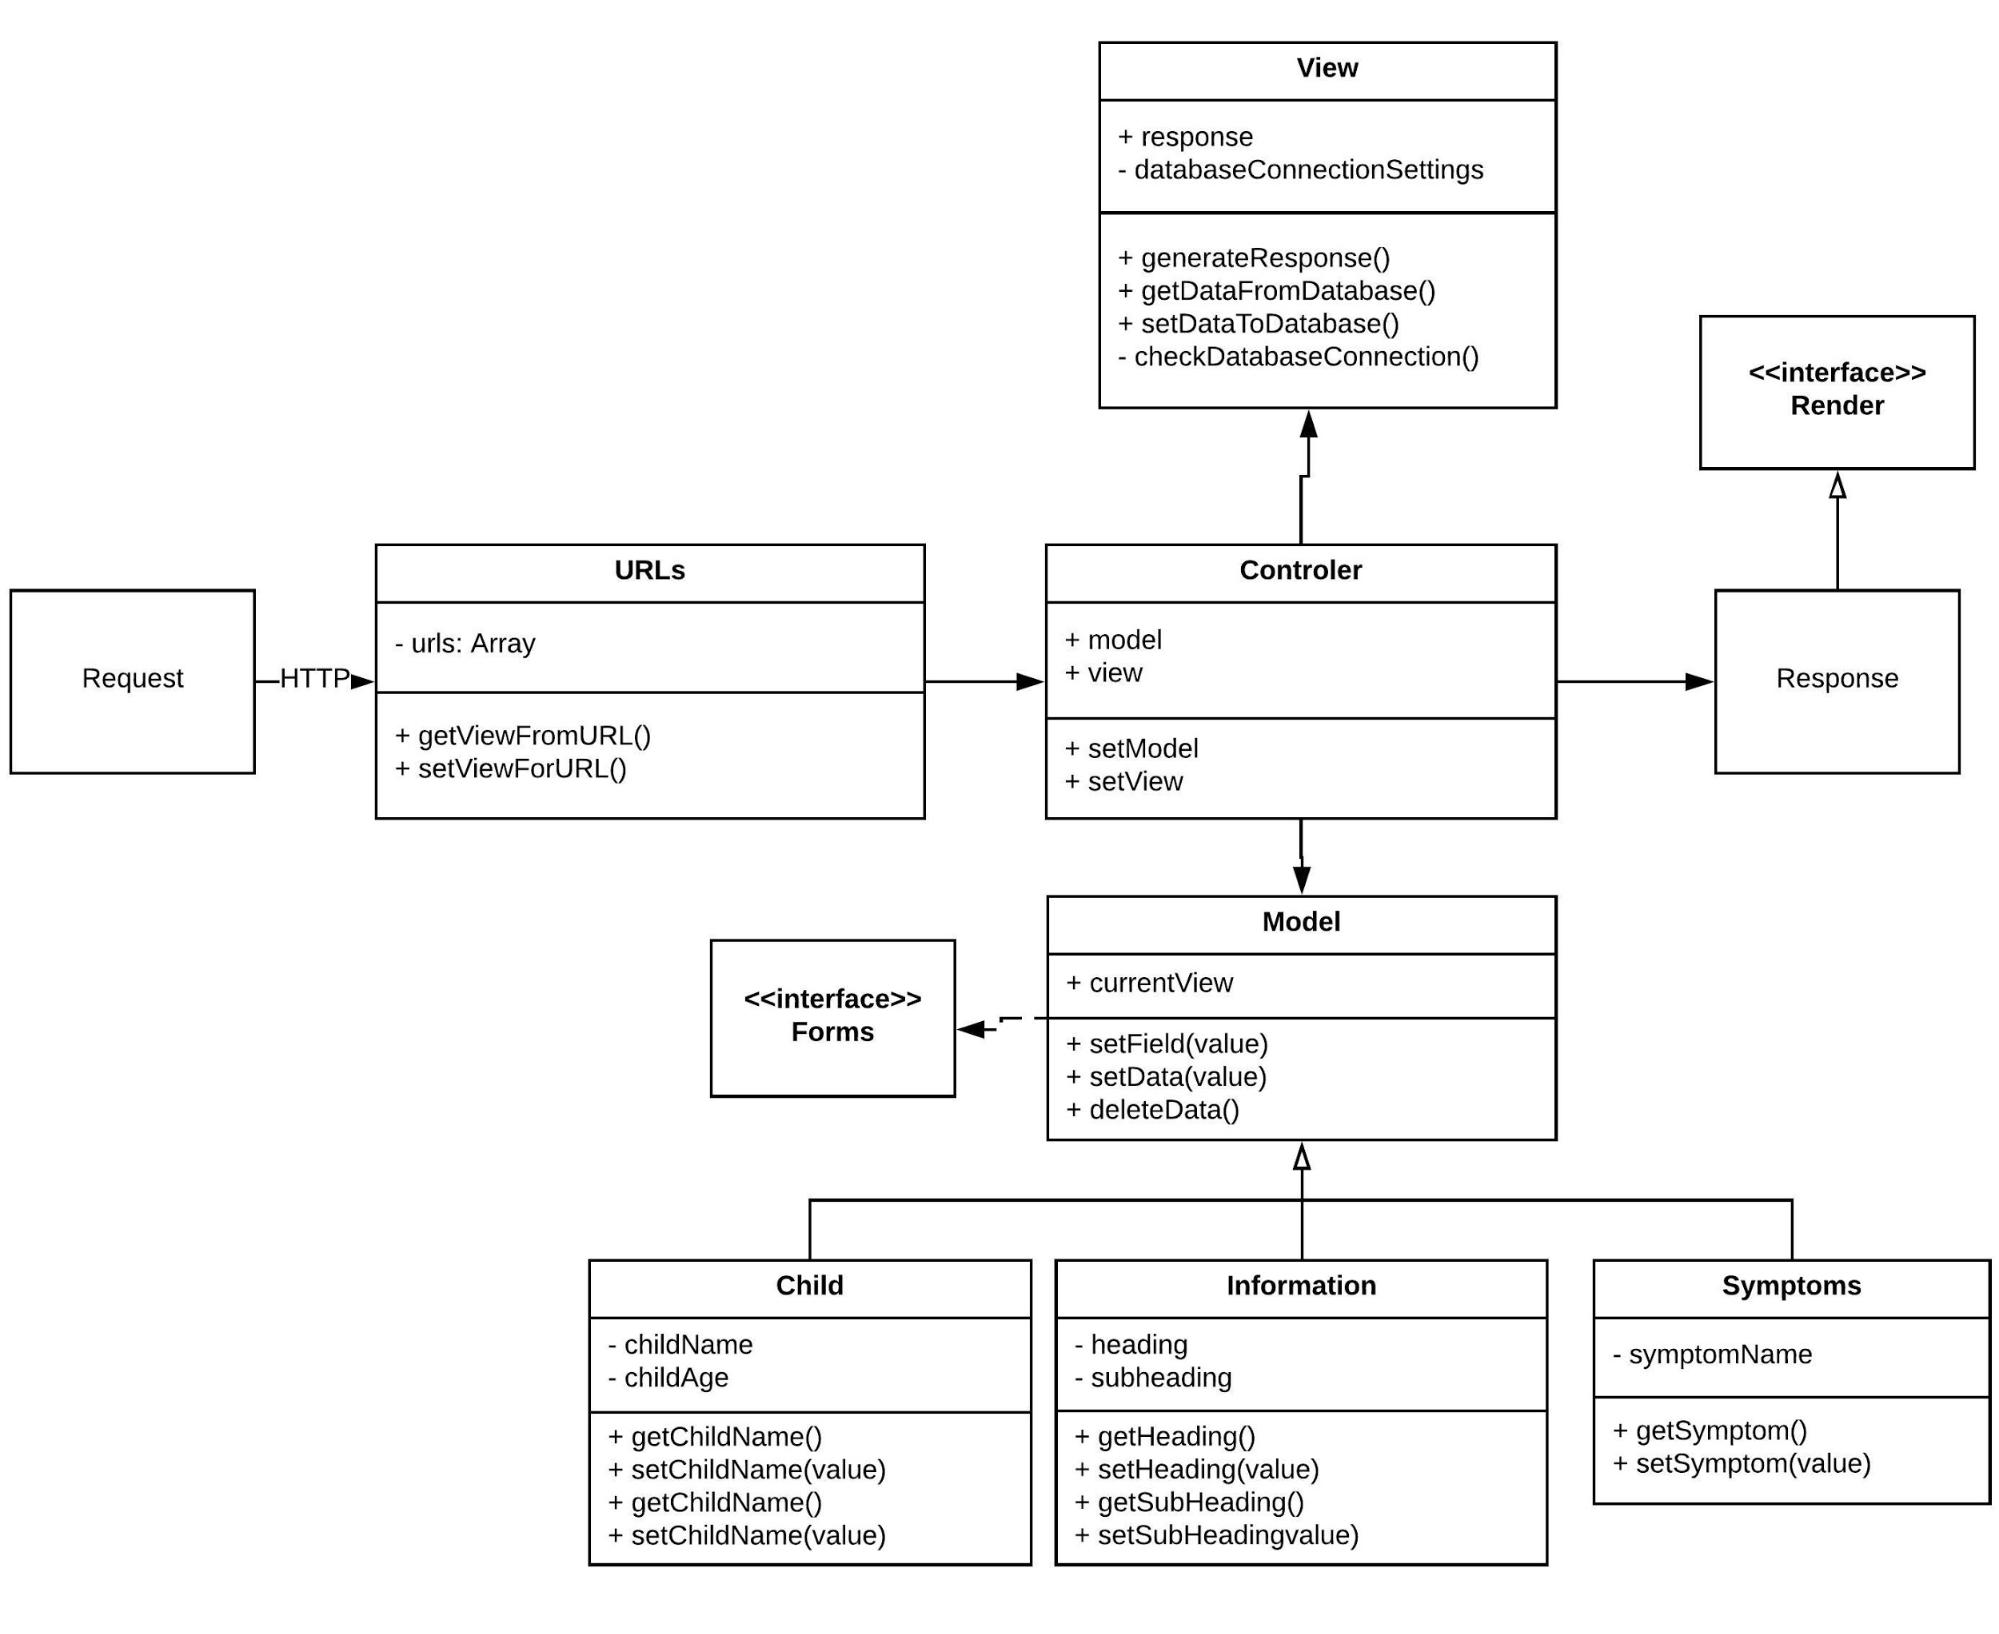 View
+ response
- databaseConnectionSettings
+ generateResponse()
+ getDataFromDatabase()
+ setDataToDatabase()
- checkDatabaseConnection()
<<interface>>
Render
Request
HTTP
URLs
- urls: Array
+ getViewFromURL()
+ setViewForURL()
Controler
+ model
+ view
+ setModel
+ setView
Response
<<interface>>
Forms
Model
+ currentView
+ setField(value)
+ setData(value)
+ deleteData()
Child
- childName
- childAge
+ getChildName()
+ setChildName(value)
+ getChildName()
+ setChildName(value)
Information
- heading
- subheading
+ getHeading()
+ setHeading(value)
+ getSubHeading()
+ setSubHeadingvalue)
Symptoms
- symptomName
+ getSymptom()
+ setSymptom(value)